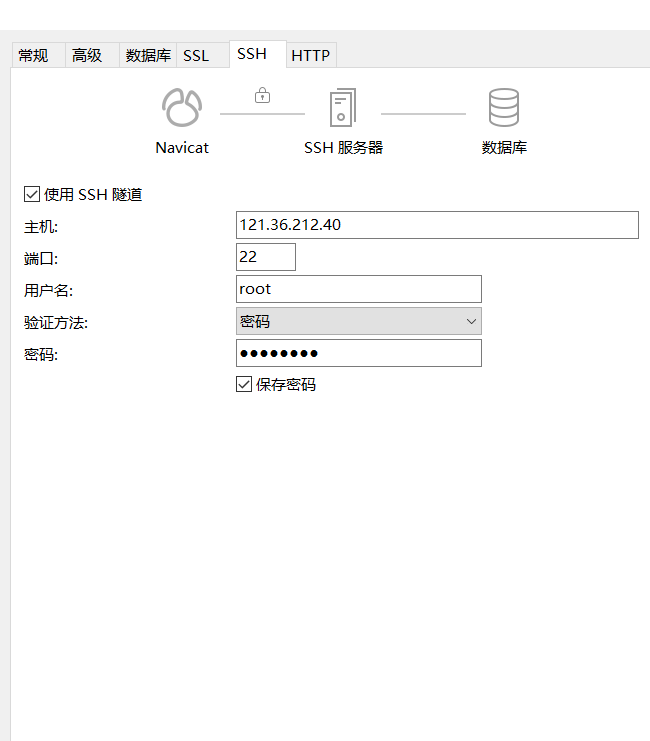 常规 高级 数据库 SSL SSH HTTP
Navicat SSH 服务器 数据库
使用 SSH 隧道
主机: 121.36.212.40
端口: 22
用户名: root
验证方法: 密码
密码: ●●●●●●●●
保存密码